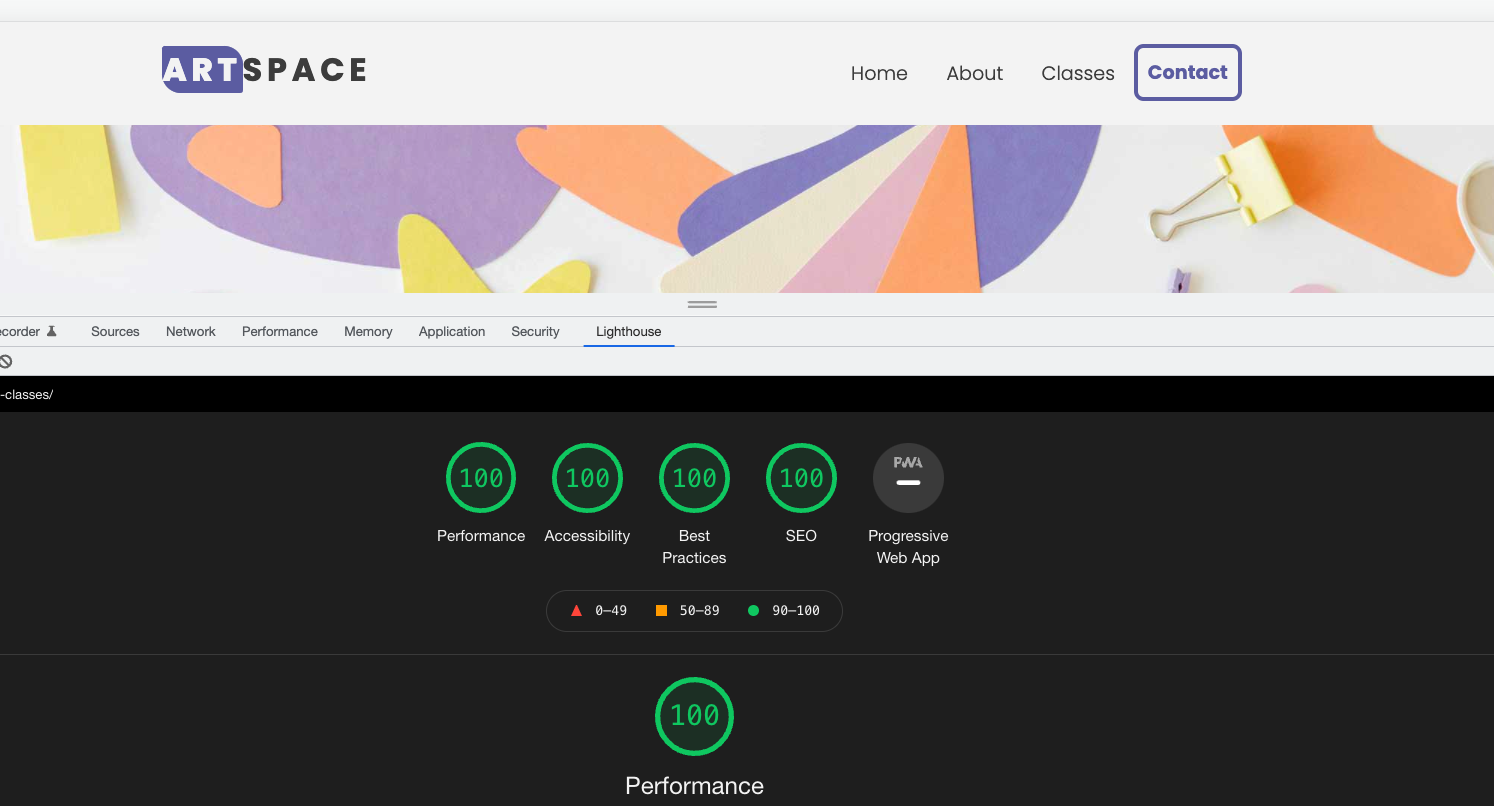 ARTSPACE
Home About Classes Contact
ecorder Sources Network Performance Memory Application Security Lighthouse
-classes/
100 100 100 100 PWA
Performance Accessibility Best Practices SEO Progressive Web App
0–49 50–89 90–100
100
Performance